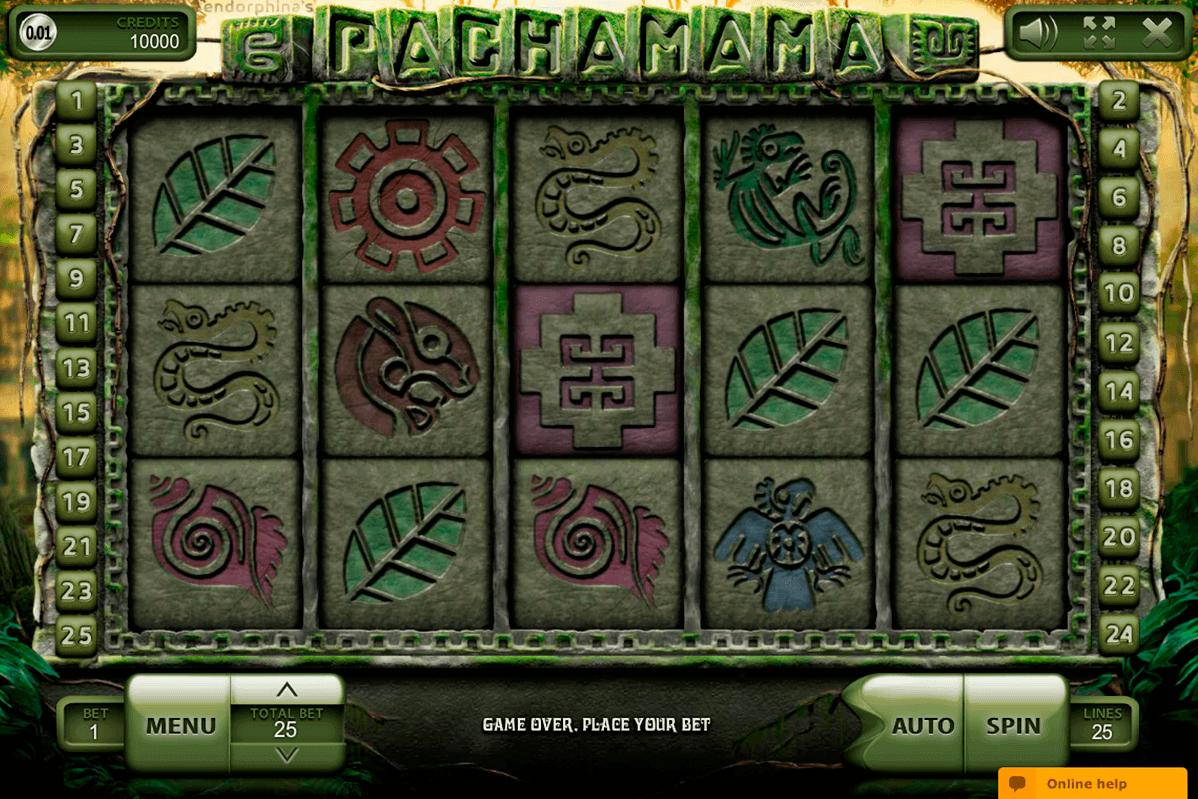 endorphina's
0.01
CREDITS
10000
PACHAMAMA
1
2
3
4
5
6
7
8
9
10
11
12
13
14
15
16
17
18
19
20
21
22
23
24
25
BET
1
MENU
TOTAL BET
25
GAME OVER, PLACE YOUR BET
AUTO
SPIN
LINES
25
Online help